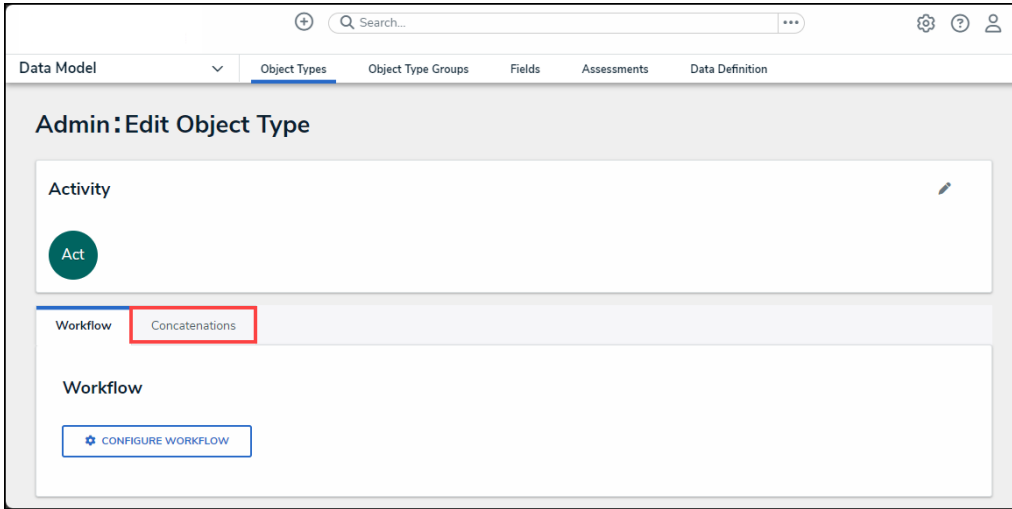 Search...
Data Model Object Types Object Type Groups Fields Assessments Data Definition
Admin:Edit Object Type
Activity
Act
Workflow Concatenations
Workflow
CONFIGURE WORKFLOW